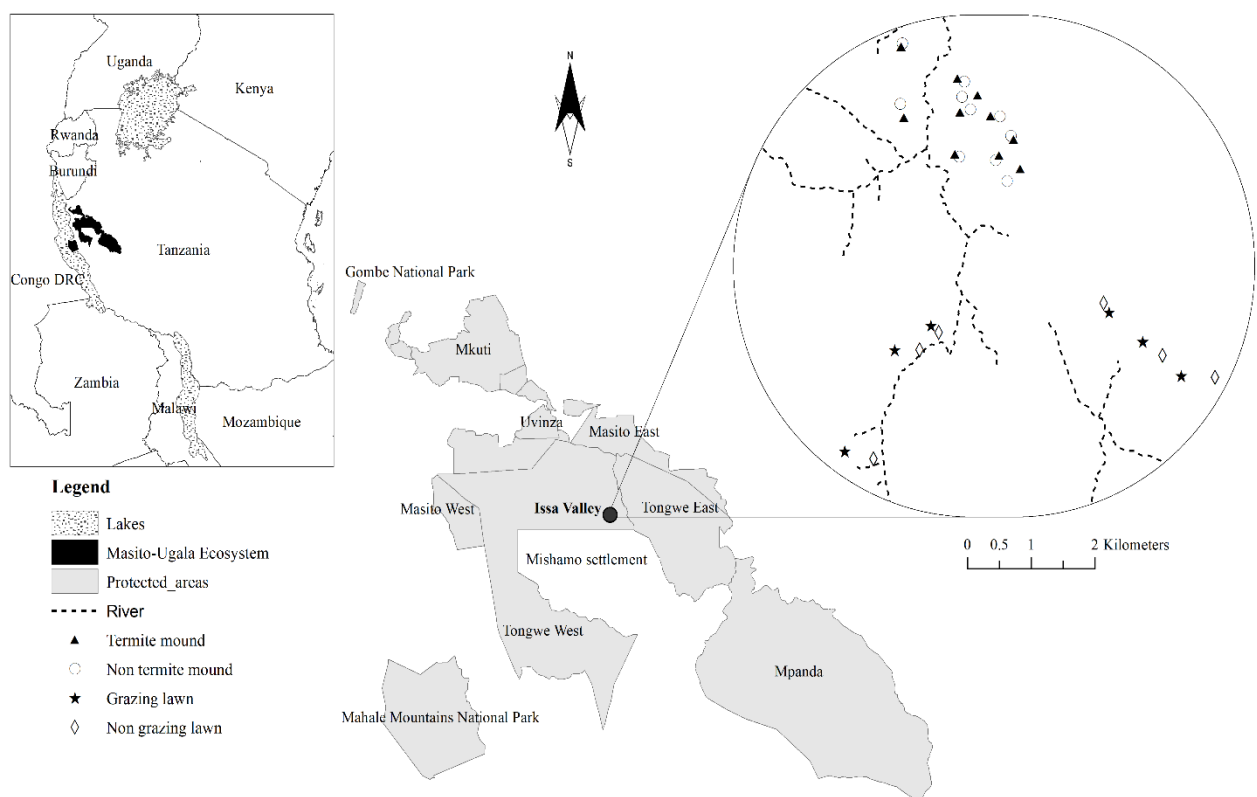 Uganda
Kenya
Rwanda
Burundi
Tanzania
Congo DRC
Zambia
Malawi
Mozambique
N
S
Gombe National Park
Mkuti
Uvinza
Masito East
Masito West
Issa Valley
Tongwe East
Mishamo settlement
Tongwe West
Mpanda
Mahale Mountains National Park
0 0.5 1 2 Kilometers
Legend
Lakes
Masito-Ugala Ecosystem
Protected_areas
River
Termite mound
Non termite mound
Grazing lawn
Non grazing lawn